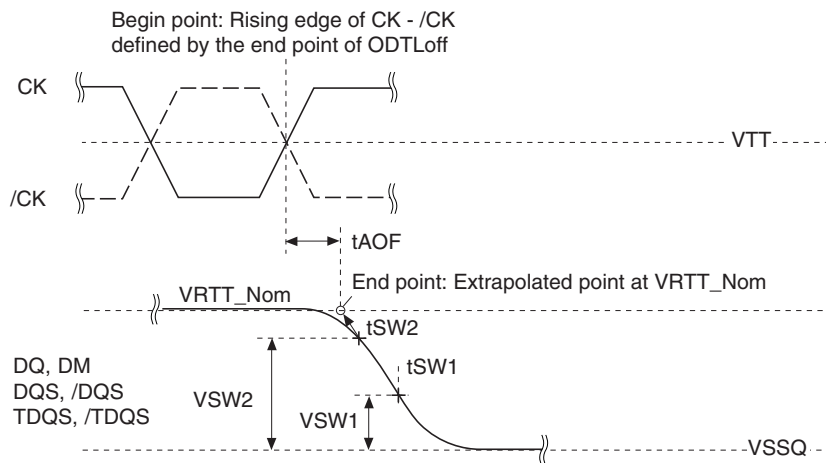 Begin point: Rising edge of CK - /CK
defined by the end point of ODTLoff
CK
VTT
/CK
tAOF
End point: Extrapolated point at VRTT_Nom
VRTT_Nom
tSW2
DQ, DM
DQS, /DQS
TDQS, /TDQS
tSW1
VSW2
VSW1
VSSQ